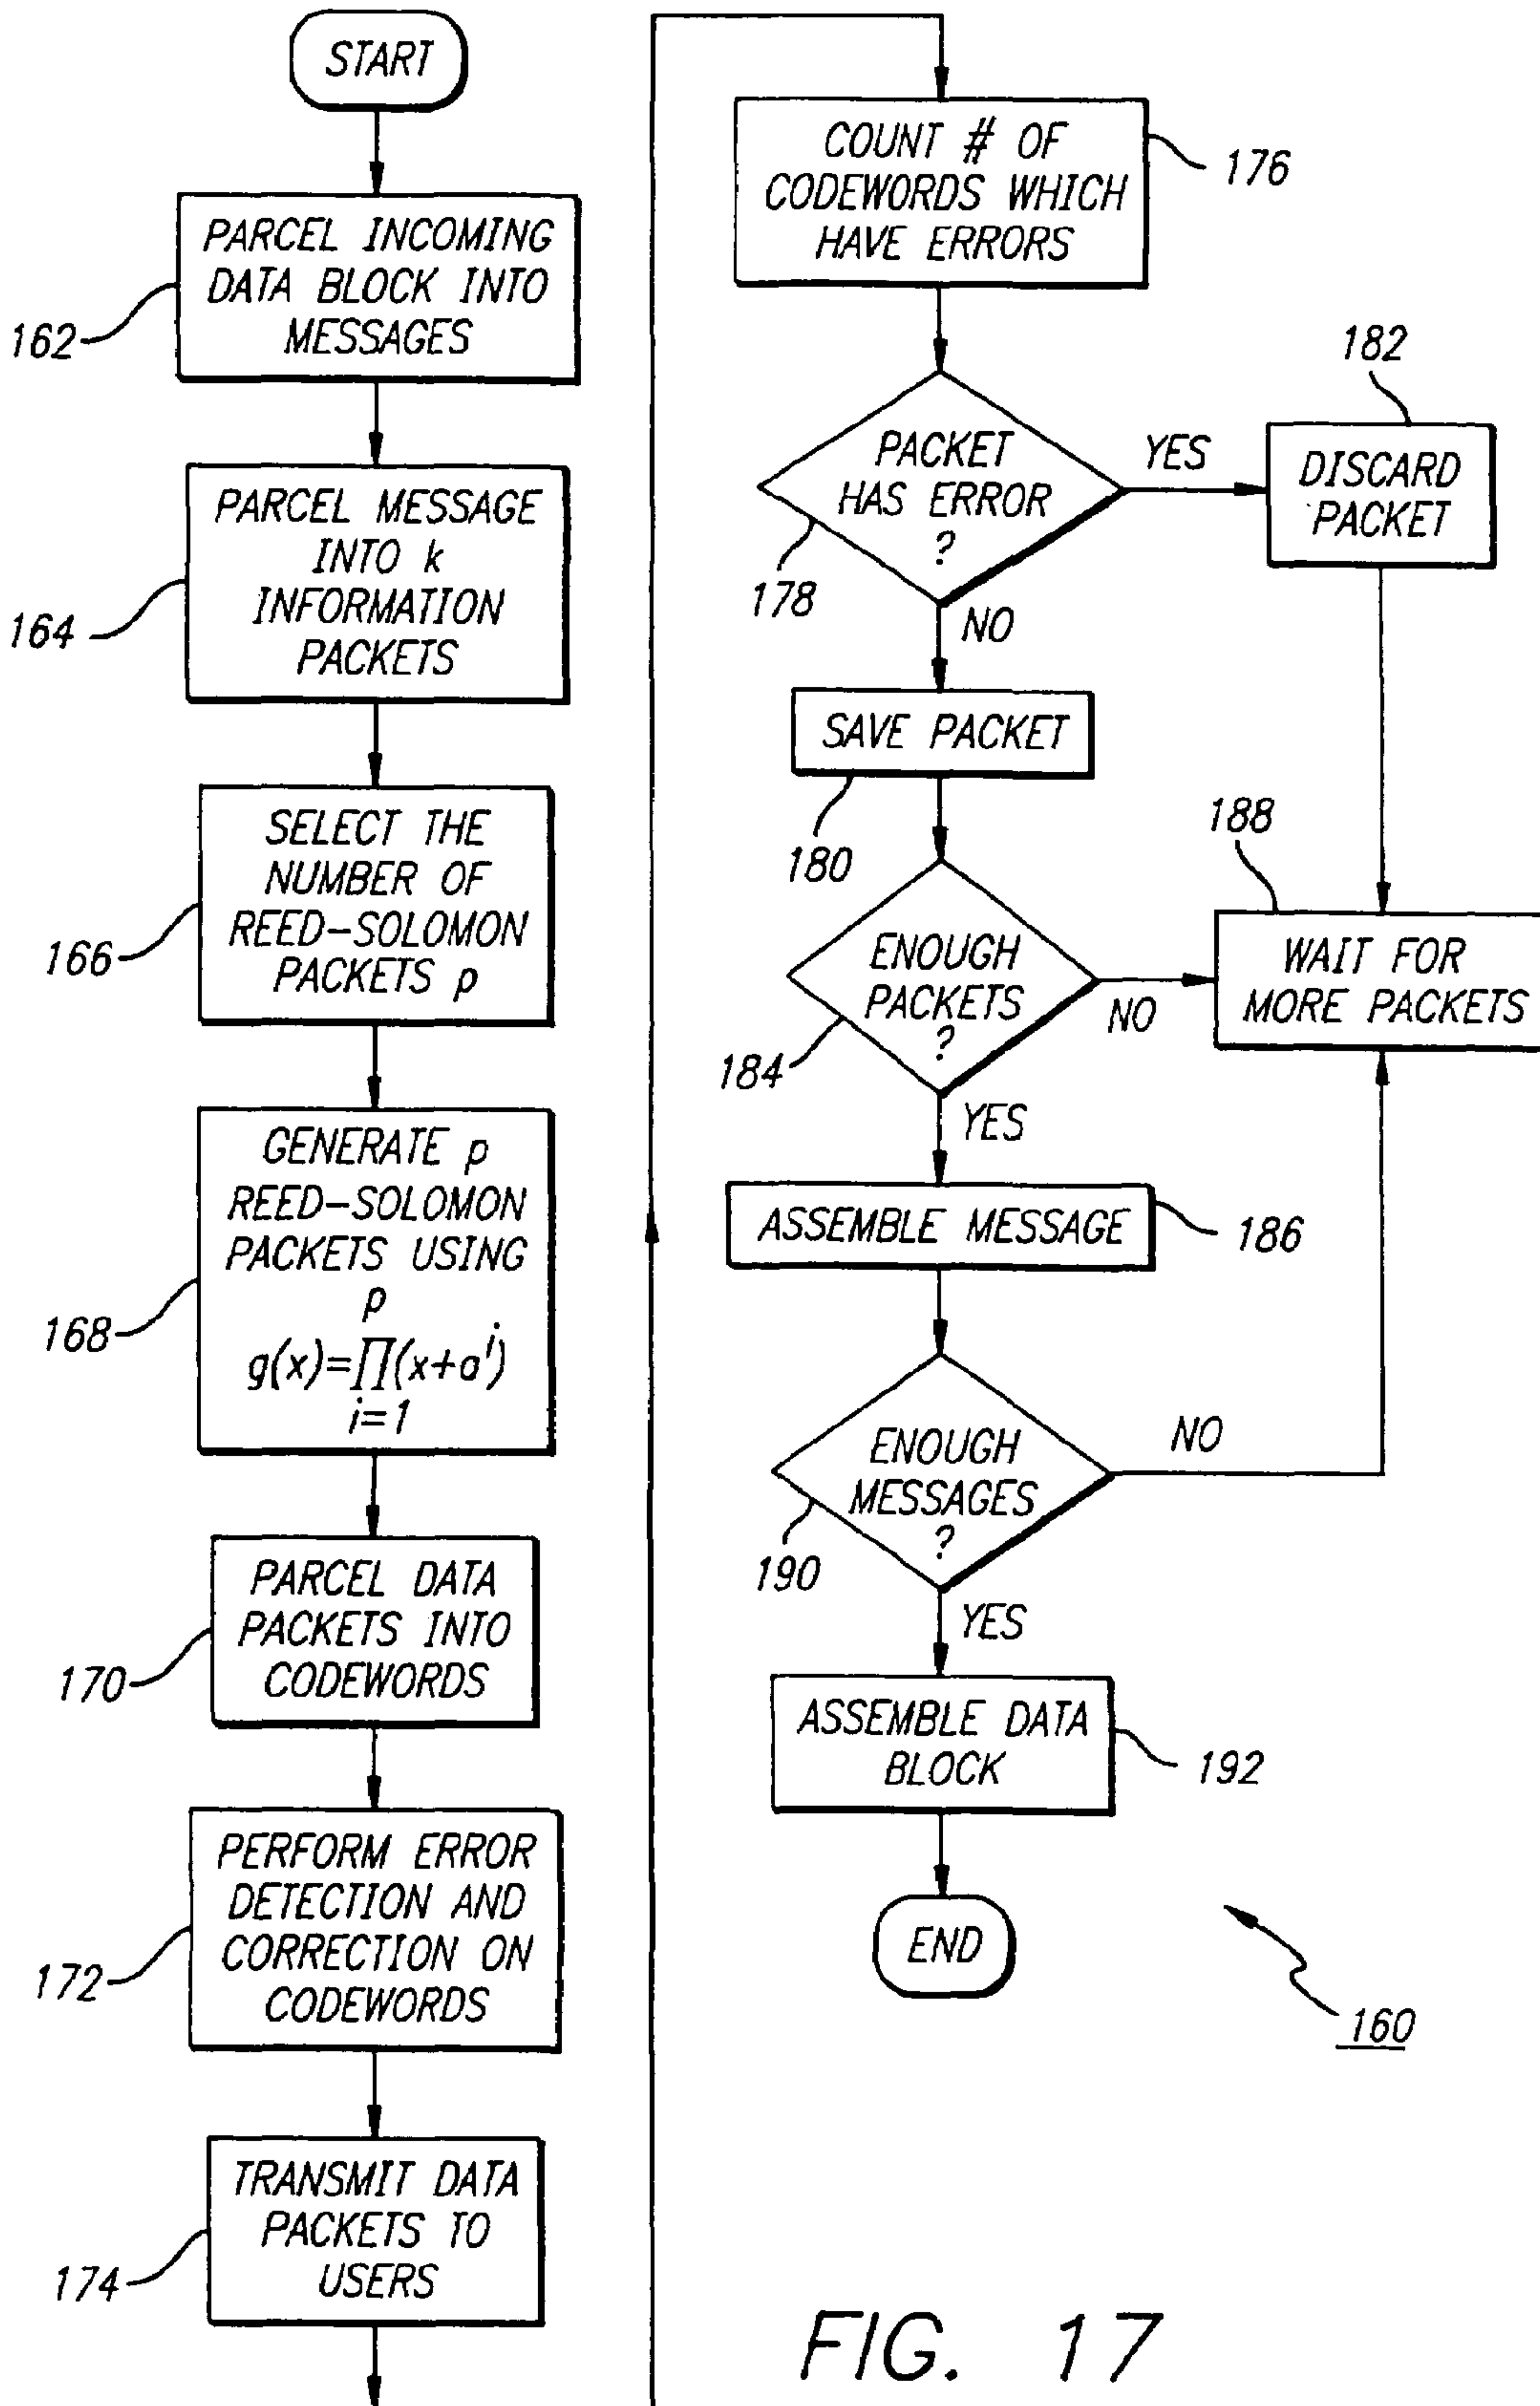 START
PARCEL INCOMING
DATA BLOCK INTO
MESSAGES
162
PARCEL MESSAGE
INTO k
INFORMATION
PACKETS
164
SELECT THE
NUMBER OF
REED-SOLOMON
PACKETS p
166
GENERATE p
REED-SOLOMON
PACKETS USING
p
g(x)=∏(x+a^i)
i=1
168
PARCEL DATA
PACKETS INTO
CODEWORDS
170
PERFORM ERROR
DETECTION AND
CORRECTION ON
CODEWORDS
172
TRANSMIT DATA
PACKETS TO
USERS
174
COUNT # OF
CODEWORDS WHICH
HAVE ERRORS
176
PACKET
HAS ERROR
?
178
YES
NO
182
DISCARD
PACKET
SAVE PACKET
180
ENOUGH
PACKETS
?
184
NO
YES
188
WAIT FOR
MORE PACKETS
ASSEMBLE MESSAGE
186
ENOUGH
MESSAGES
?
190
NO
YES
ASSEMBLE DATA
BLOCK
192
END
160
FIG. 17